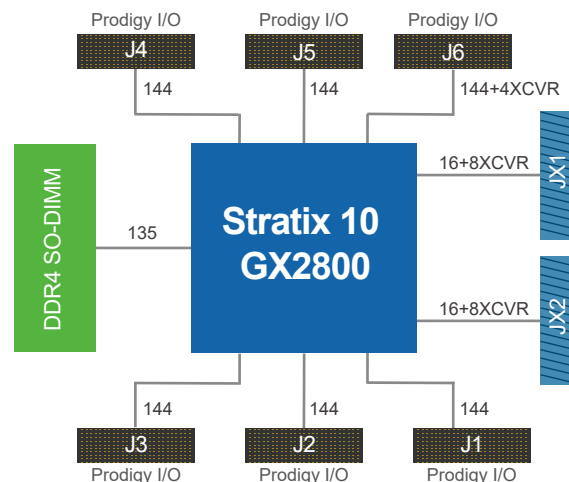 Prodigy I/O Prodigy I/O Prodigy I/O
J4 J5 J6
144 144 144+4XCVR
16+8XCVR
JX1
Stratix 10
GX2800
135
DDR4 SO-DIMM
16+8XCVR
JX2
144 144 144
J3 J2 J1
Prodigy I/O Prodigy I/O Prodigy I/O